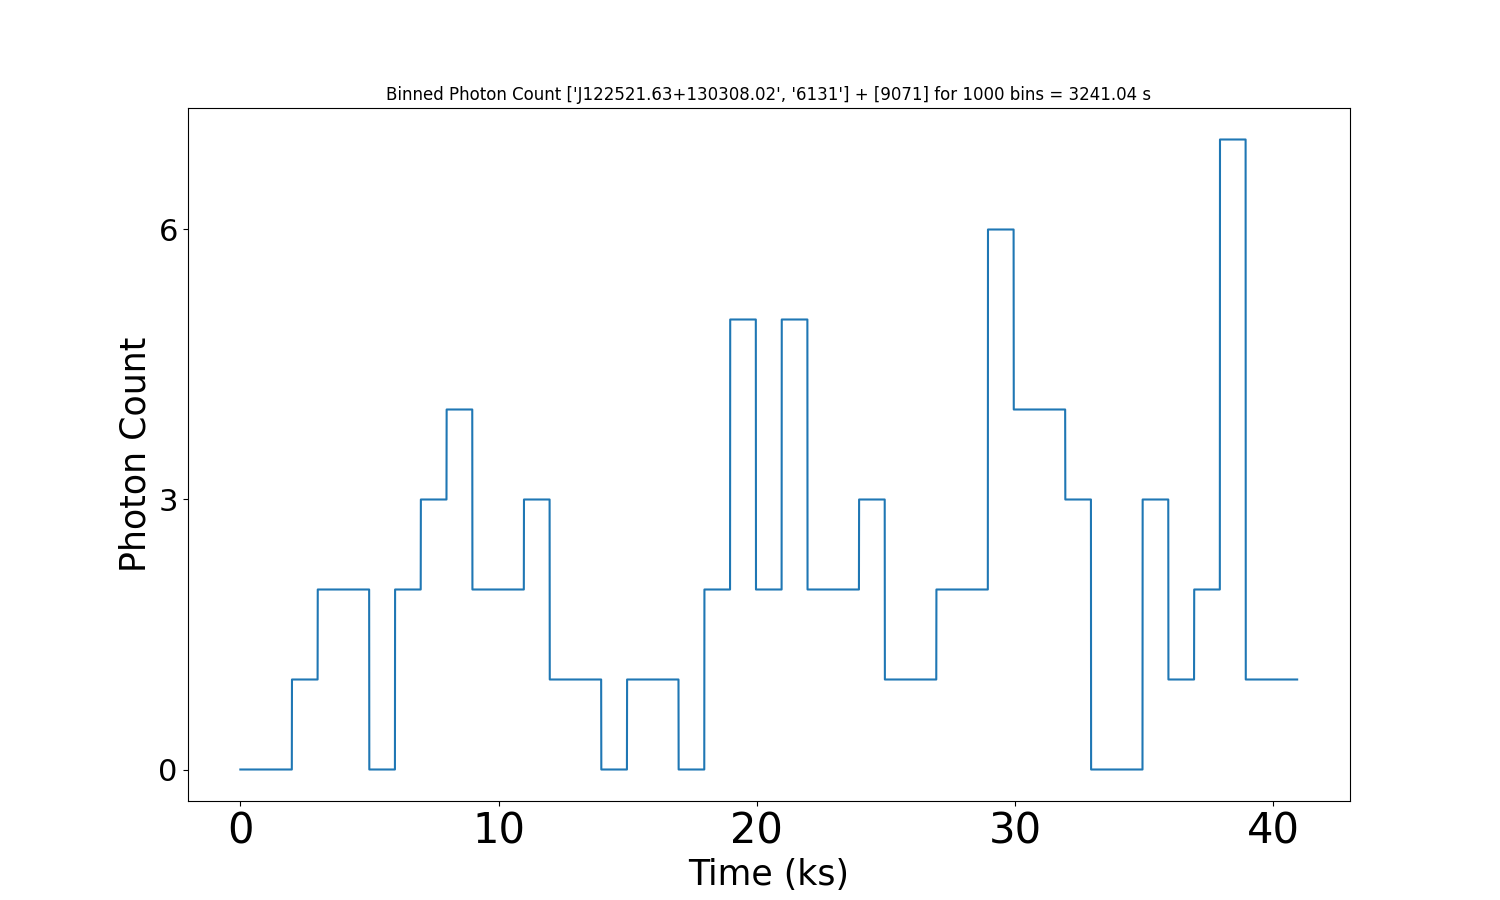 Binned Photon Count ['J122521.63+130308.02', '6131'] + [9071] for 1000 bins = 3241.04 s
Photon Count
6
3
0
0 10 20 30 40
Time (ks)